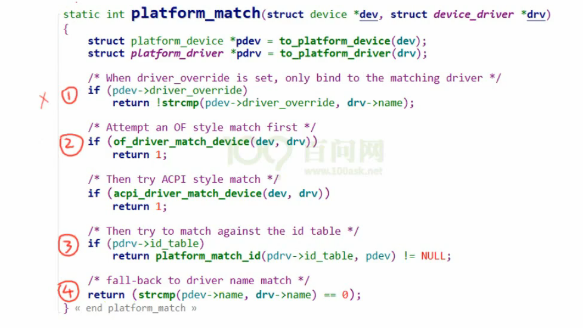 static int platform_match(struct device *dev, struct device_driver *drv)
{
struct platform_device *pdev = to_platform_device(dev);
struct platform_driver *pdrv = to_platform_driver(drv);
/* When driver_override is set, only bind to the matching driver */
x ① if (pdev->driver_override)
return !strcmp(pdev->driver_override, drv->name);
/* Attempt an OF style match first */
② if (of_driver_match_device(dev, drv))
return 1;
百问网
www.100ask.net
/* Then try ACPI style match */
if (acpi_driver_match_device(dev, drv))
return 1;
/* Then try to match against the id table */
③ if (pdrv->id_table)
return platform_match_id(pdrv->id_table, pdev) != NULL;
/* fall-back to driver name match */
④ return (strcmp(pdev->name, drv->name) == 0);
} « end platform_match »